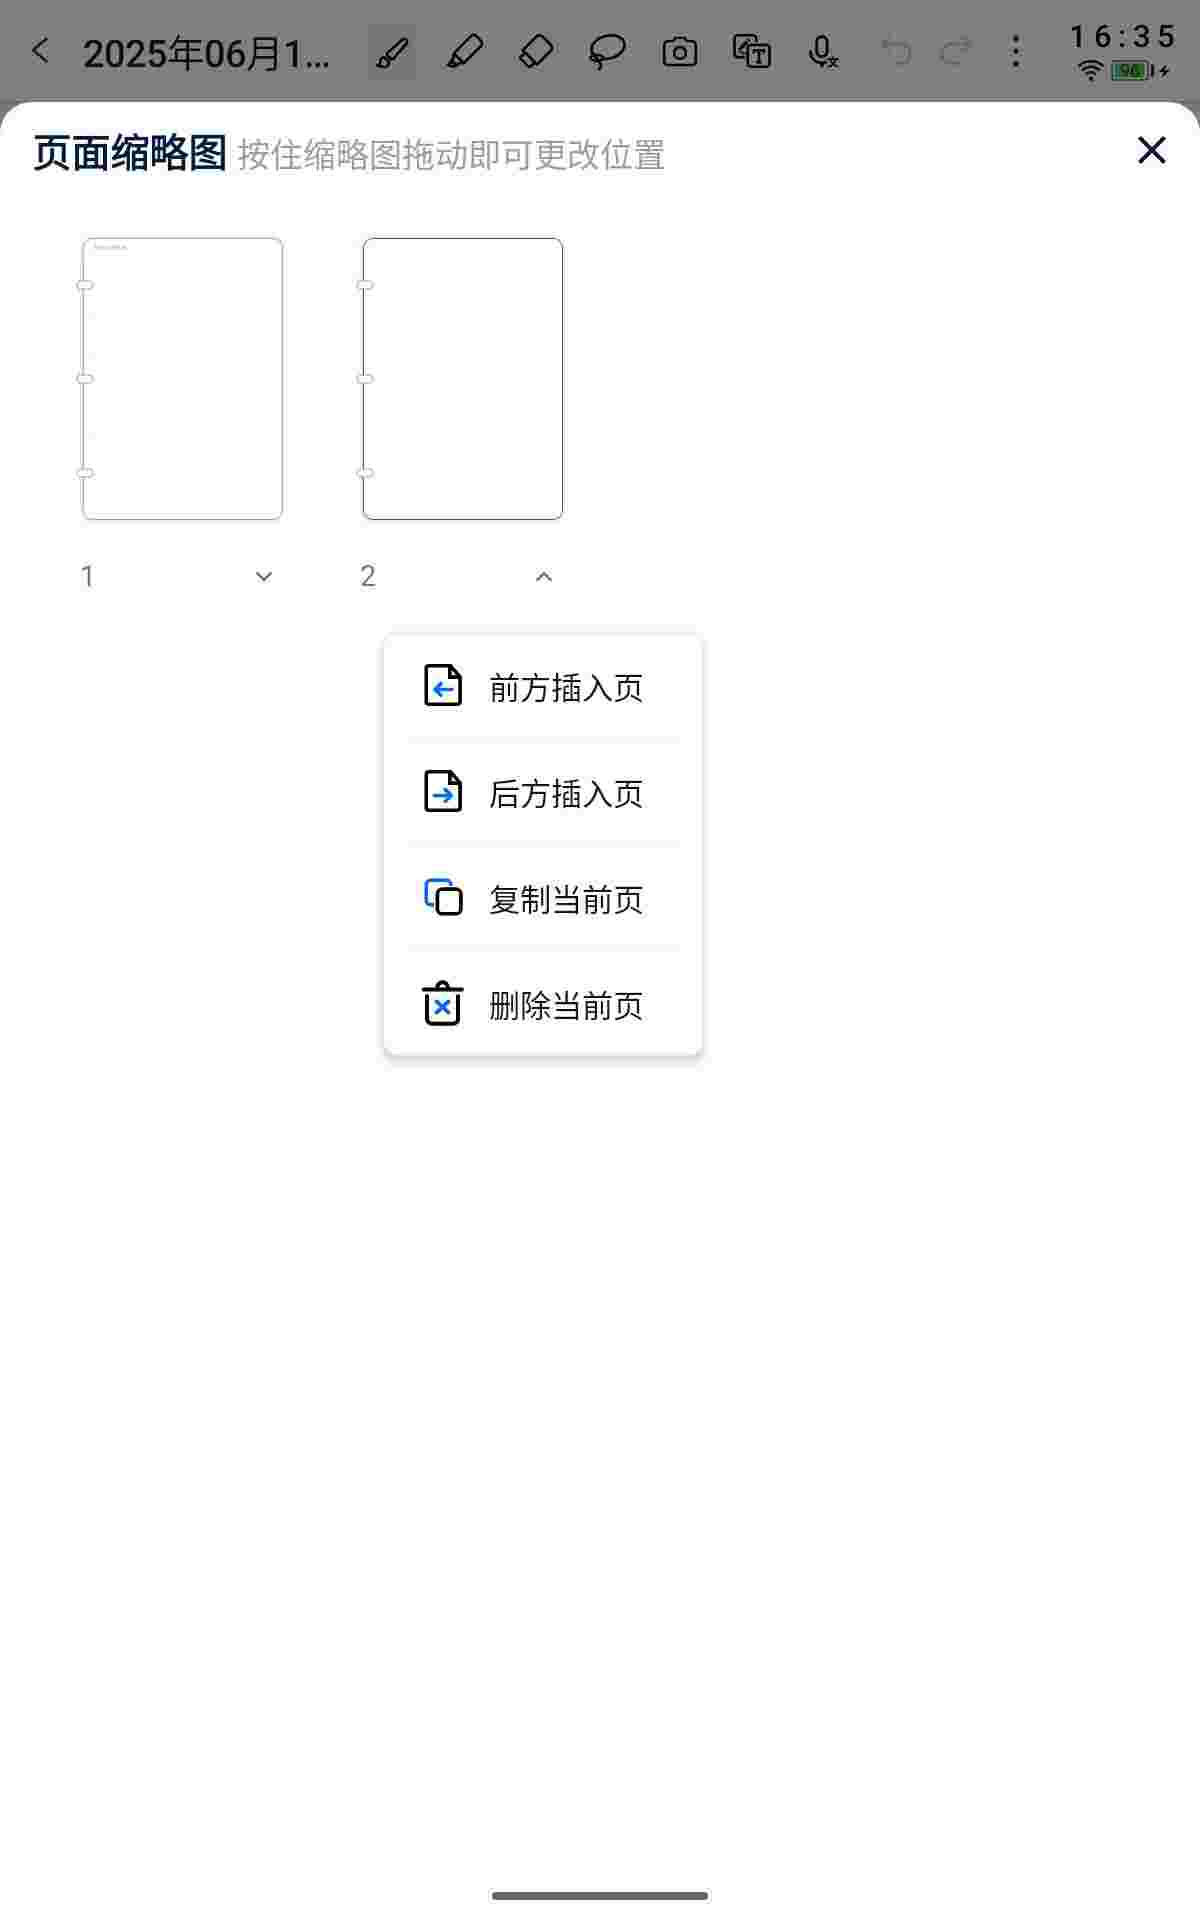 2025年06月1...
16:35
96
页面缩略图 按住缩略图拖动即可更改位置
1
2
前方插入页
后方插入页
复制当前页
删除当前页